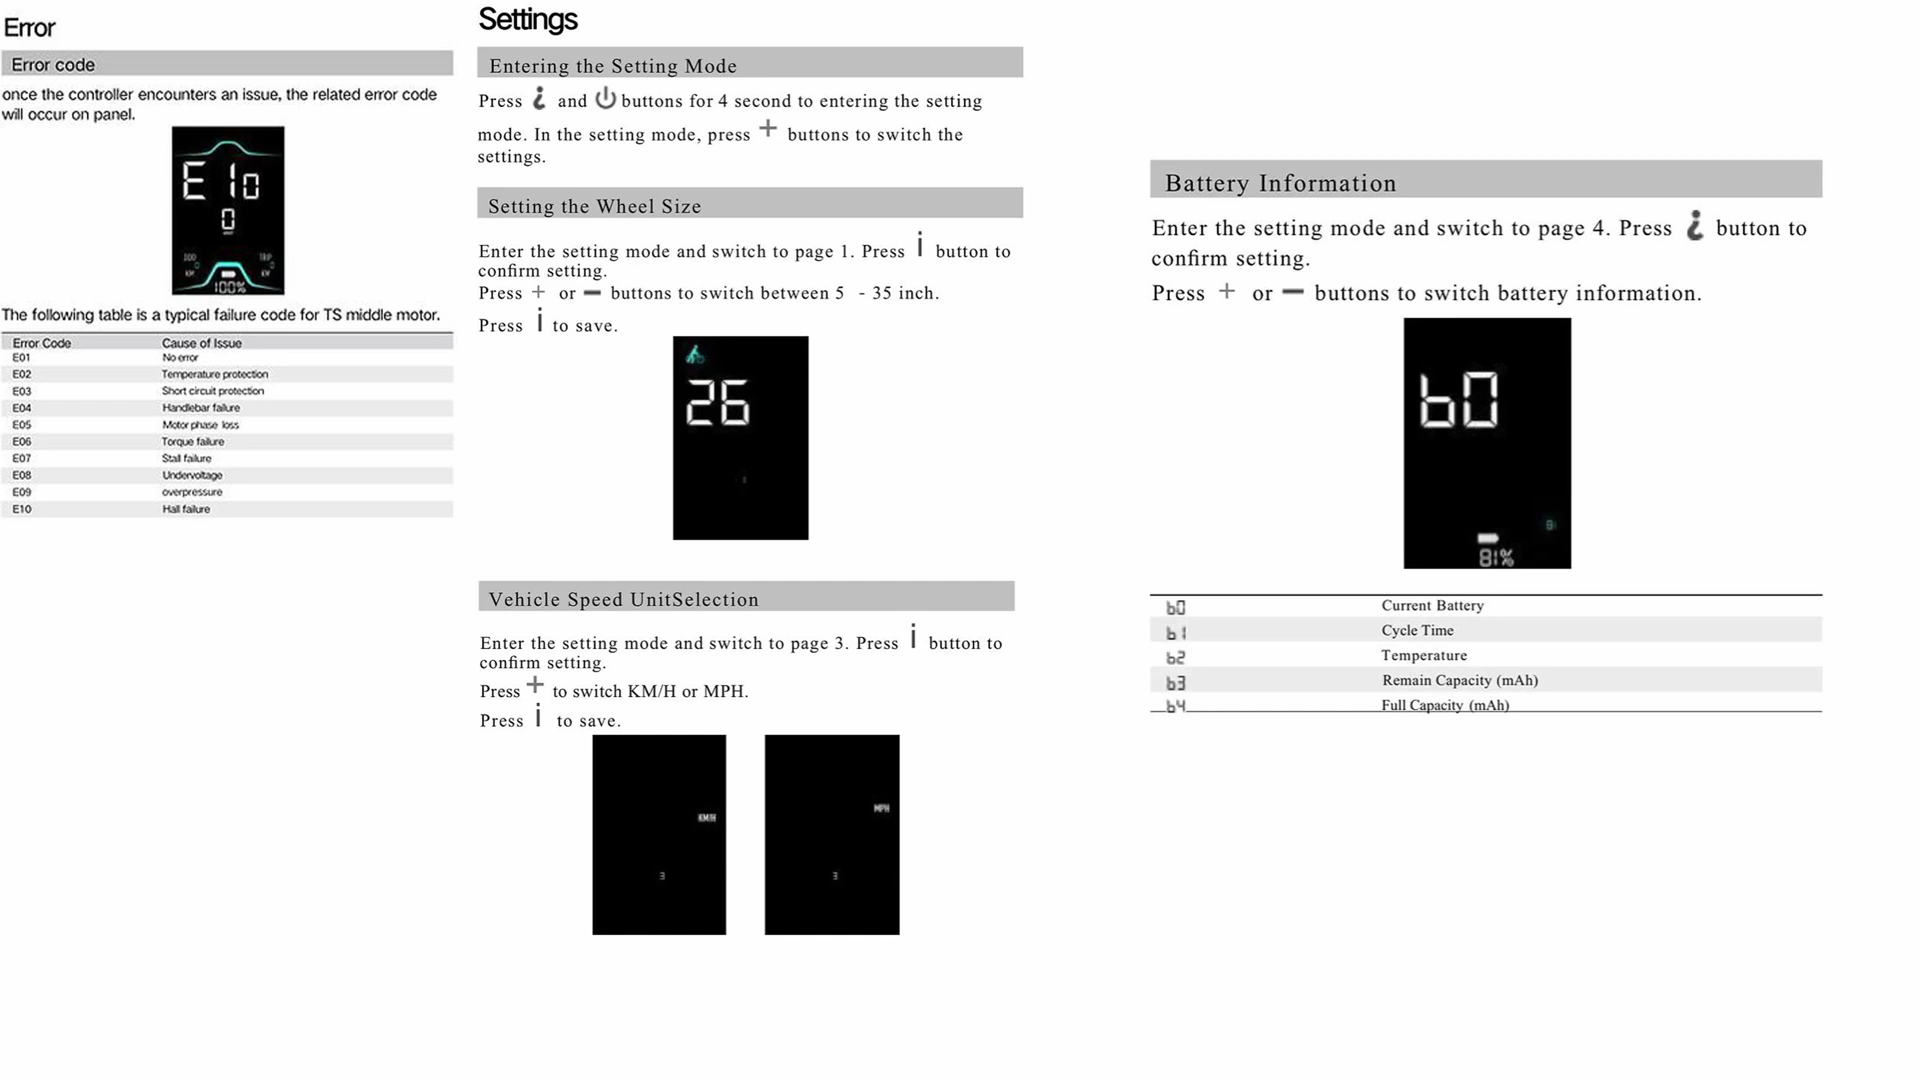 Error
Error code
once the controller encounters an issue, the related error code
will occur on panel.
E10
0
ODO
TRIP
0
0
KM
KM
100%
The following table is a typical failure code for TS middle motor.
Error Code Cause of Issue
E01 No error
E02 Temperature protection
E03 Short circuit protection
E04 Handlebar failure
E05 Motor phase loss
E06 Torque failure
E07 Stall failure
E08 Undervoltage
E09 overpressure
E10 Hall failure
Settings
Entering the Setting Mode
Press i and buttons for 4 second to entering the setting
mode. In the setting mode, press + buttons to switch the
settings.
Setting the Wheel Size
Enter the setting mode and switch to page 1. Press i button to
confirm setting.
Press + or − buttons to switch between 5 - 35 inch.
Press i to save.
26
Vehicle Speed UnitSelection
Enter the setting mode and switch to page 3. Press i button to
confirm setting.
Press + to switch KM/H or MPH.
Press i to save.
KM/H
3
MPH
3
Battery Information
Enter the setting mode and switch to page 4. Press i button to
confirm setting.
Press + or − buttons to switch battery information.
b0
81%
b0 Current Battery
b1 Cycle Time
b2 Temperature
b3 Remain Capacity (mAh)
b4 Full Capacity (mAh)